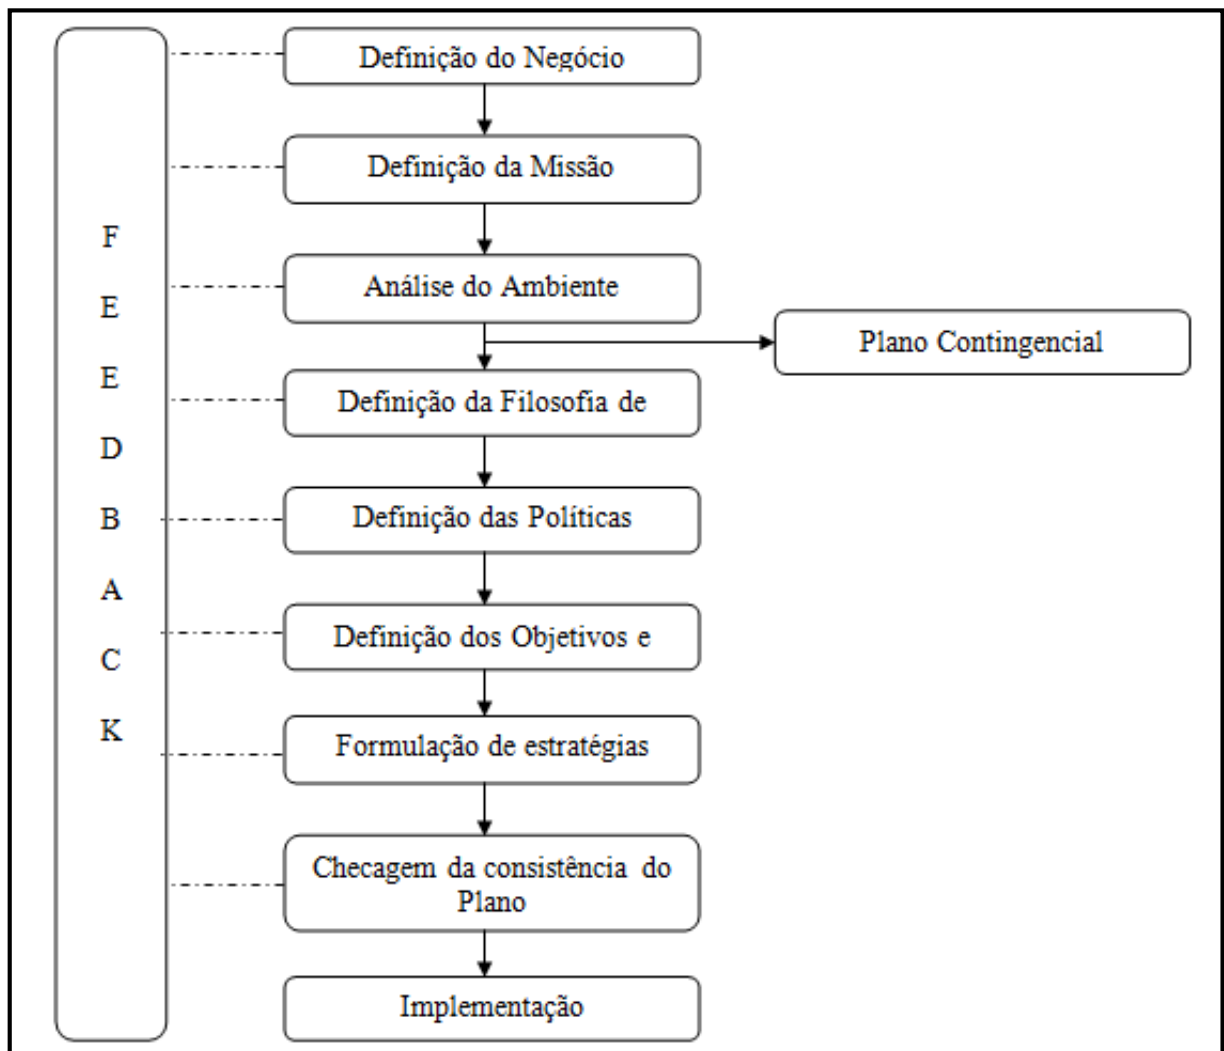 Definição do Negócio
Definição da Missão
Análise do Ambiente
Plano Contingencial
Definição da Filosofia de
Definição das Políticas
Definição dos Objetivos e
Formulação de estratégias
Checagem da consistência do
Plano
Implementação
F
E
E
D
B
A
C
K